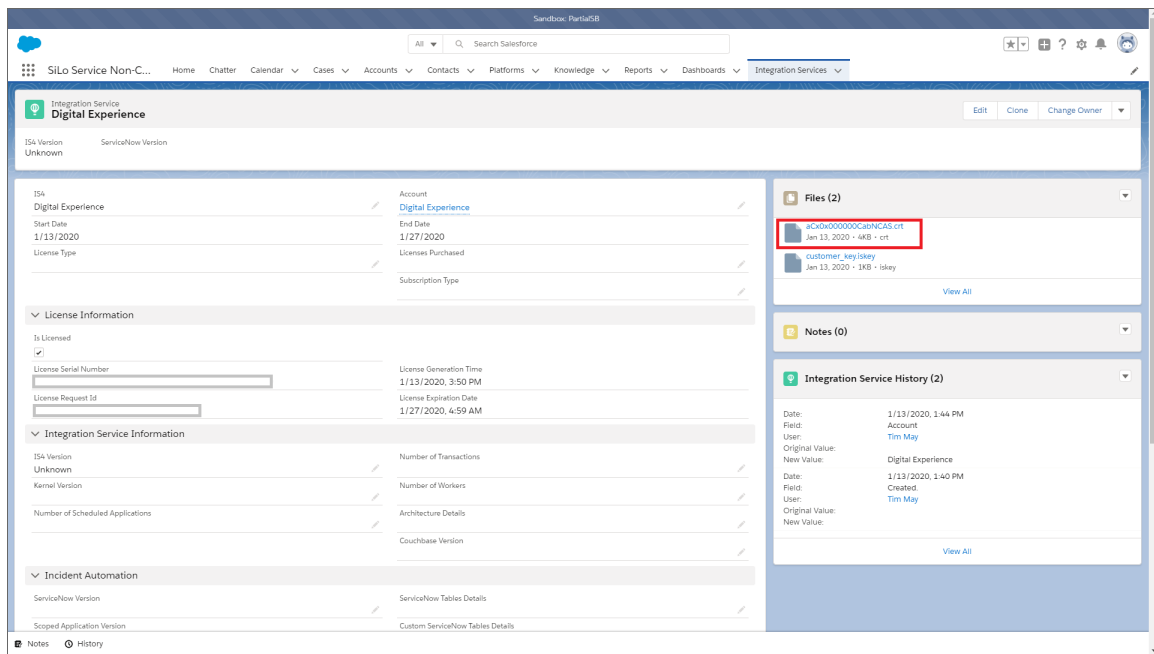 Sandbox: PartialSB
All
Search Salesforce
SiLo Service Non-C... Home Chatter Calendar Cases Accounts Contacts Platforms Knowledge Reports Dashboards Integration Services
Integration Service
Digital Experience
Edit Clone Change Owner
IS4 Version ServiceNow Version
Unknown
IS4 Account
Digital Experience Digital Experience
Start Date End Date
1/13/2020 1/27/2020
License Type Licenses Purchased
Subscription Type
License Information
Is Licensed
License Serial Number License Generation Time
1/13/2020, 3:50 PM
License Request Id License Expiration Date
1/27/2020, 4:59 AM
Integration Service Information
IS4 Version Number of Transactions
Unknown
Kernel Version Number of Workers
Number of Scheduled Applications Architecture Details
Couchbase Version
Incident Automation
ServiceNow Version ServiceNow Tables Details
Scoped Application Version Custom ServiceNow Tables Details
Files (2)
aCx0x000000CabNCAS.crt
Jan 13, 2020 • 4KB • crt
customer_key.iskey
Jan 13, 2020 • 1KB • iskey
View All
Notes (0)
Integration Service History (2)
Date: 1/13/2020, 1:44 PM
Field: Account
User: Tim May
Original Value:
New Value: Digital Experience
Date: 1/13/2020, 1:40 PM
Field: Created.
User: Tim May
Original Value:
New Value:
View All
Notes History